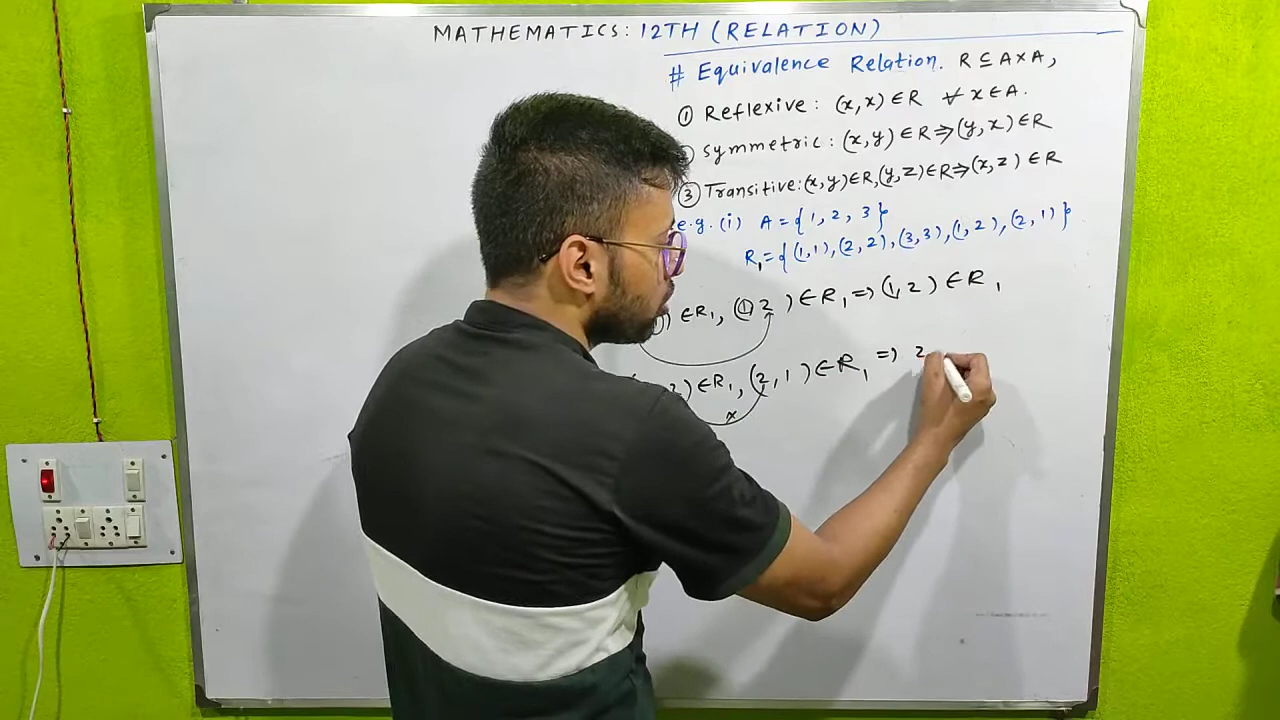 MATHEMATICS: 12TH (RELATION)
# Equivalence Relation. R ⊆ A×A,
① Reflexive: (x,x) ∈ R ∀ x ∈ A.
symmetric: (x,y) ∈ R ⇒ (y,x) ∈ R
③ Transitive: (x,y) ∈ R, (y,z) ∈ R ⇒ (x,z) ∈ R
e.g. (i) A = {1, 2, 3}
R₁ = {(1,1), (2,2), (3,3), (1,2), (2,1)}
) ∈ R₁, (1,2) ∈ R₁ ⇒ (1,2) ∈ R₁
2) ∈ R₁, (2,1) ∈ R₁ ⇒ 2
x